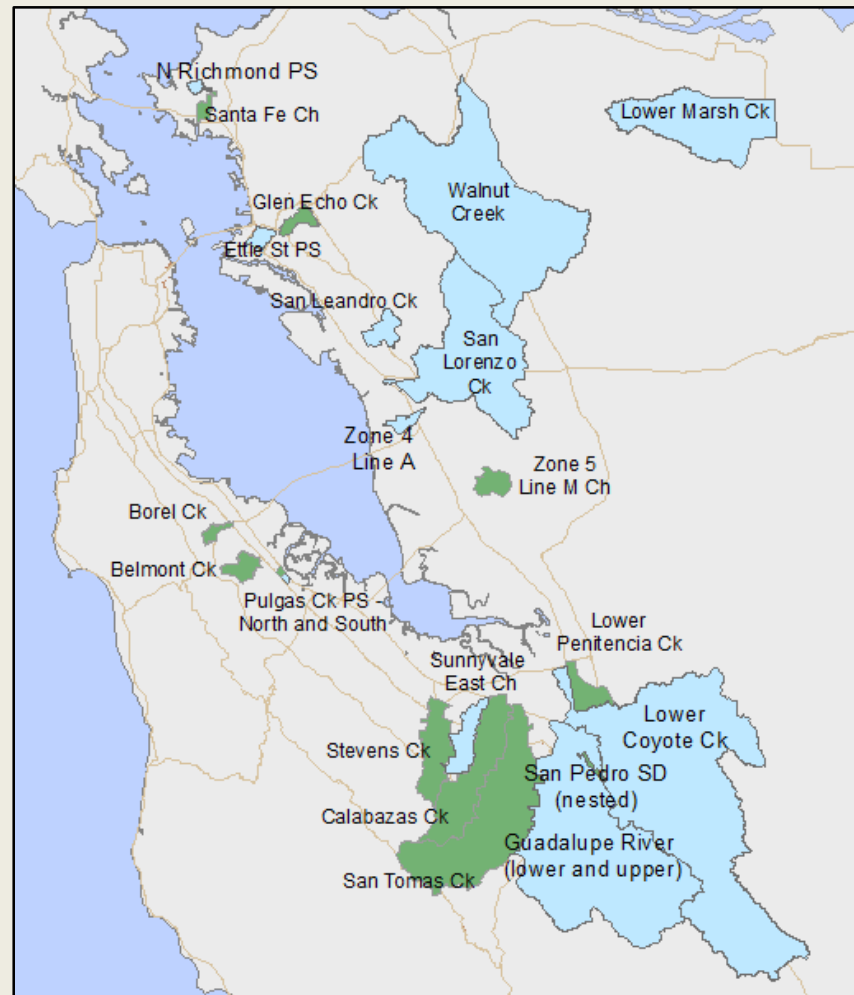 N Richmond PS
Santa Fe Ch
Lower Marsh Ck
Walnut
Creek
Glen Echo Ck
Ettie St PS
San Leandro Ck
San
Lorenzo
Ck
Zone 4
Line A
Zone 5
Line M Ch
Borel Ck
Belmont Ck
Pulgas Ck PS -
North and South
Lower
Penitencia Ck
Sunnyvale
East Ch
Lower
Coyote Ck
Stevens Ck
San Pedro SD
(nested)
Calabazas Ck
Guadalupe River
(lower and upper)
San Tomas Ck